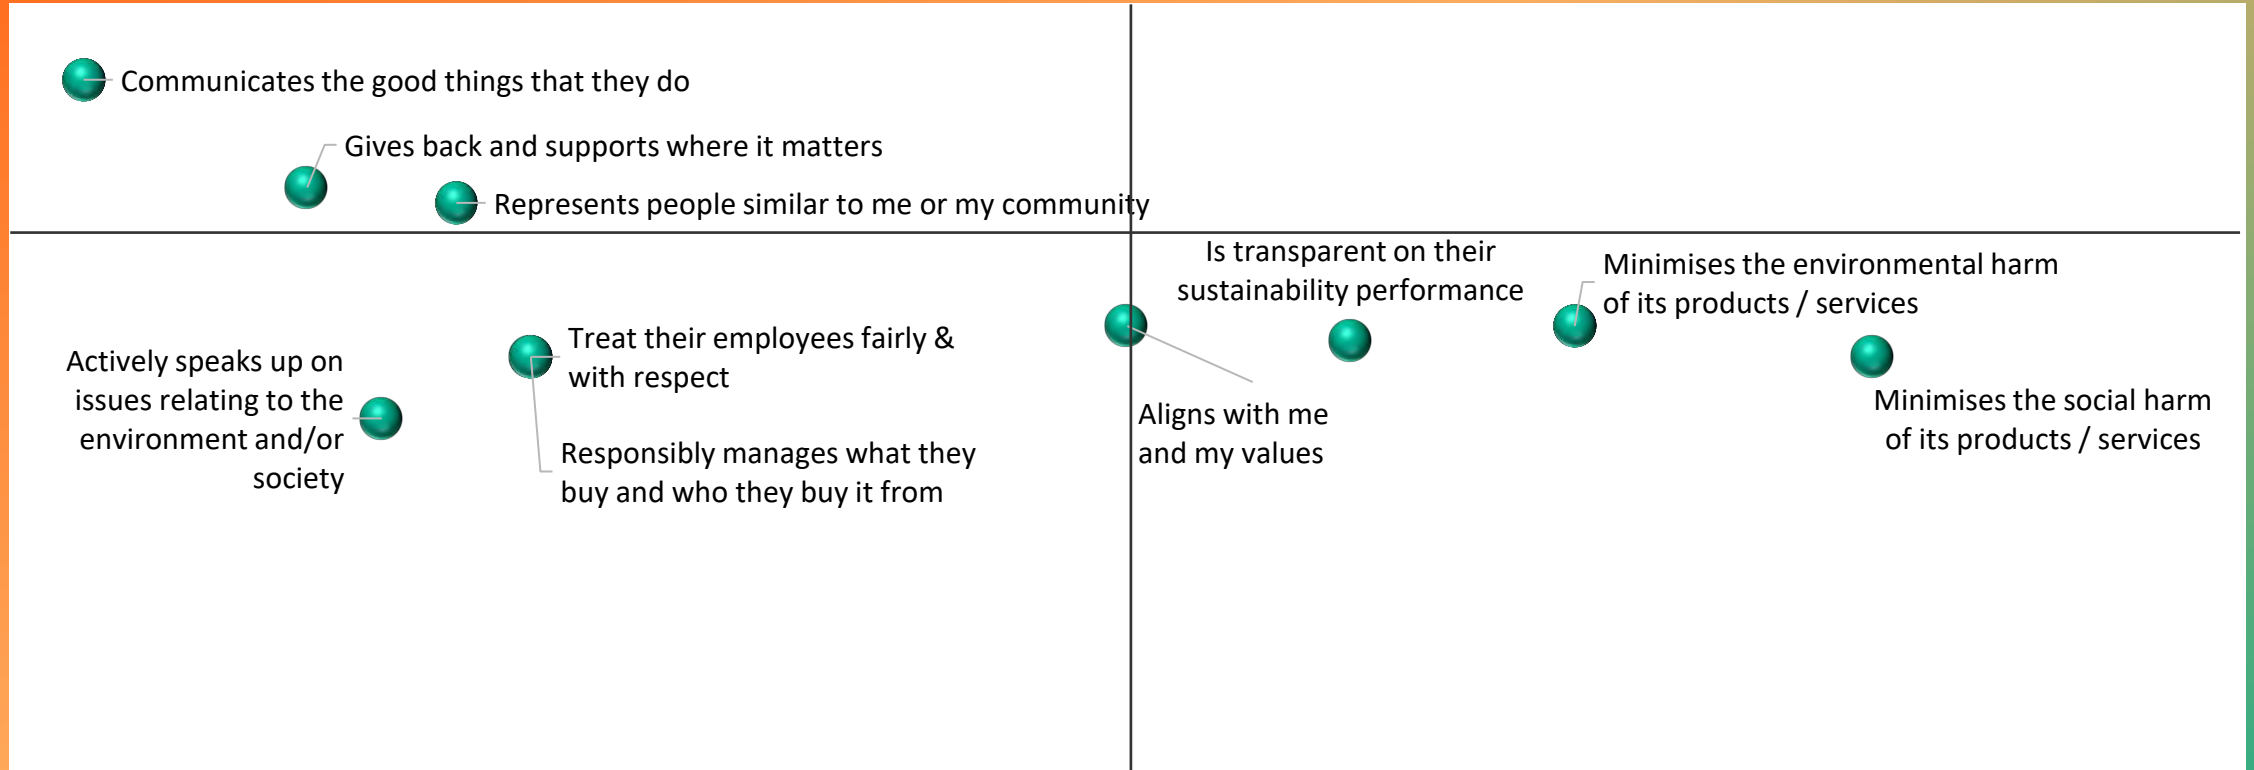 Communicates the good things that they do
Gives back and supports where it matters
Represents people similar to me or my community
Is transparent on their
sustainability performance
Minimises the environmental harm
of its products / services
Treat their employees fairly &
with respect
Actively speaks up on
issues relating to the
environment and/or
society
Responsibly manages what they
buy and who they buy it from
Aligns with me
and my values
Minimises the social harm
of its products / services